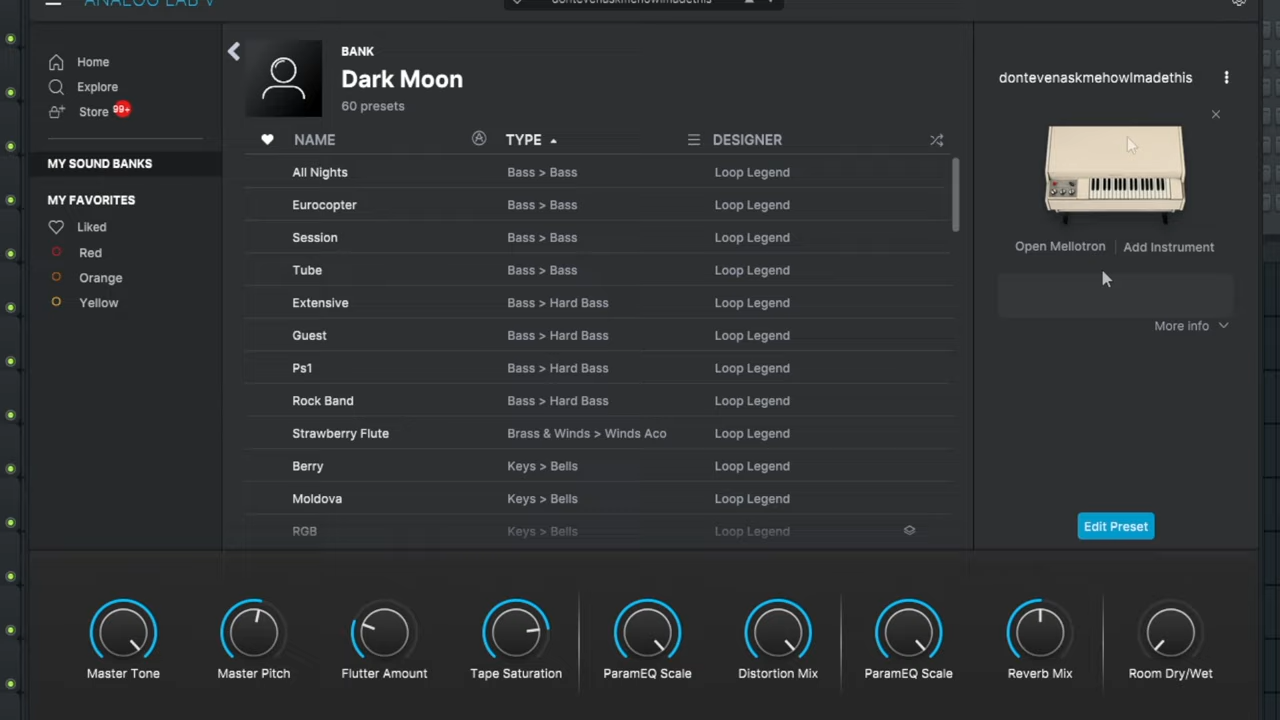 ANALOG LAB V
dontevenaskmehowImadethis
Home
Explore
Store 99+
MY SOUND BANKS
MY FAVORITES
Liked
Red
Orange
Yellow
BANK
Dark Moon
60 presets
NAME TYPE DESIGNER
All Nights Bass > Bass Loop Legend
Eurocopter Bass > Bass Loop Legend
Session Bass > Bass Loop Legend
Tube Bass > Bass Loop Legend
Extensive Bass > Hard Bass Loop Legend
Guest Bass > Hard Bass Loop Legend
Ps1 Bass > Hard Bass Loop Legend
Rock Band Bass > Hard Bass Loop Legend
Strawberry Flute Brass & Winds > Winds Aco Loop Legend
Berry Keys > Bells Loop Legend
Moldova Keys > Bells Loop Legend
RGB Keys > Bells Loop Legend
dontevenaskmehowImadethis
Open Mellotron | Add Instrument
More info
Edit Preset
Master Tone Master Pitch Flutter Amount Tape Saturation ParamEQ Scale Distortion Mix ParamEQ Scale Reverb Mix Room Dry/Wet